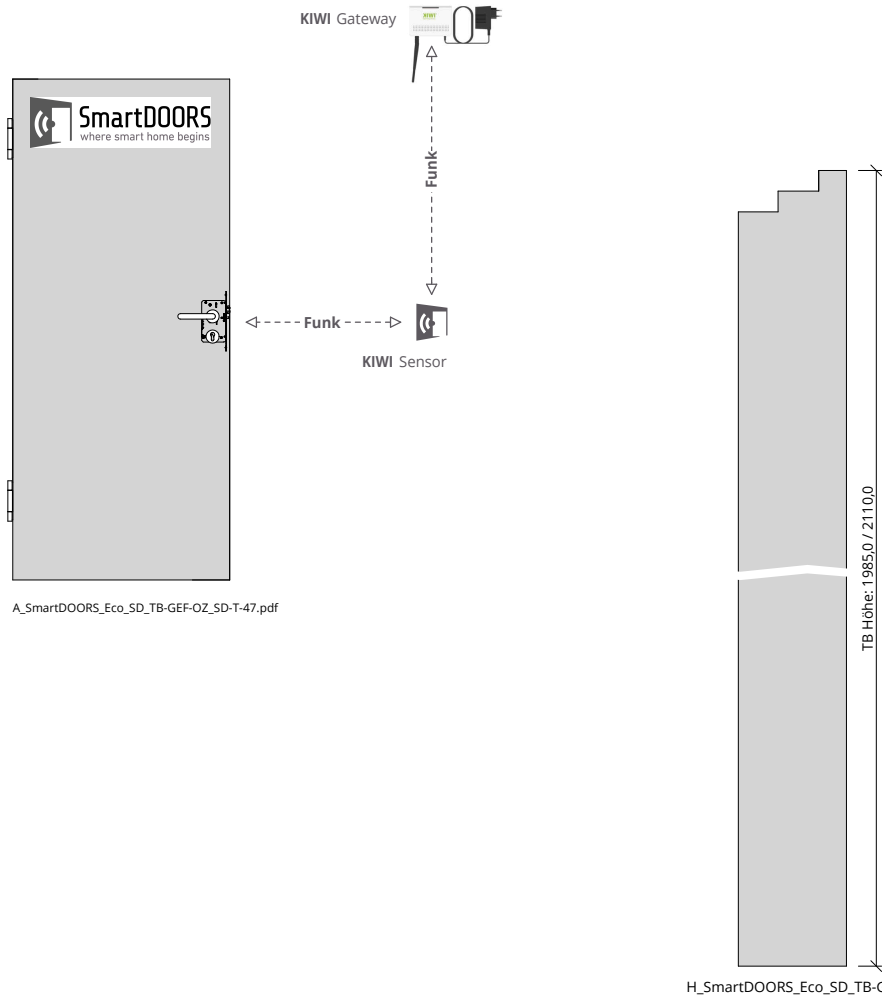 KIWI Gateway
SmartDOORS
where smart home begins
Funk
Funk
KIWI Sensor
A_SmartDOORS_Eco_SD_TB-GEF-OZ_SD-T-47.pdf
TB Höhe: 1985,0 / 2110,0
H_SmartDOORS_Eco_SD_TB-